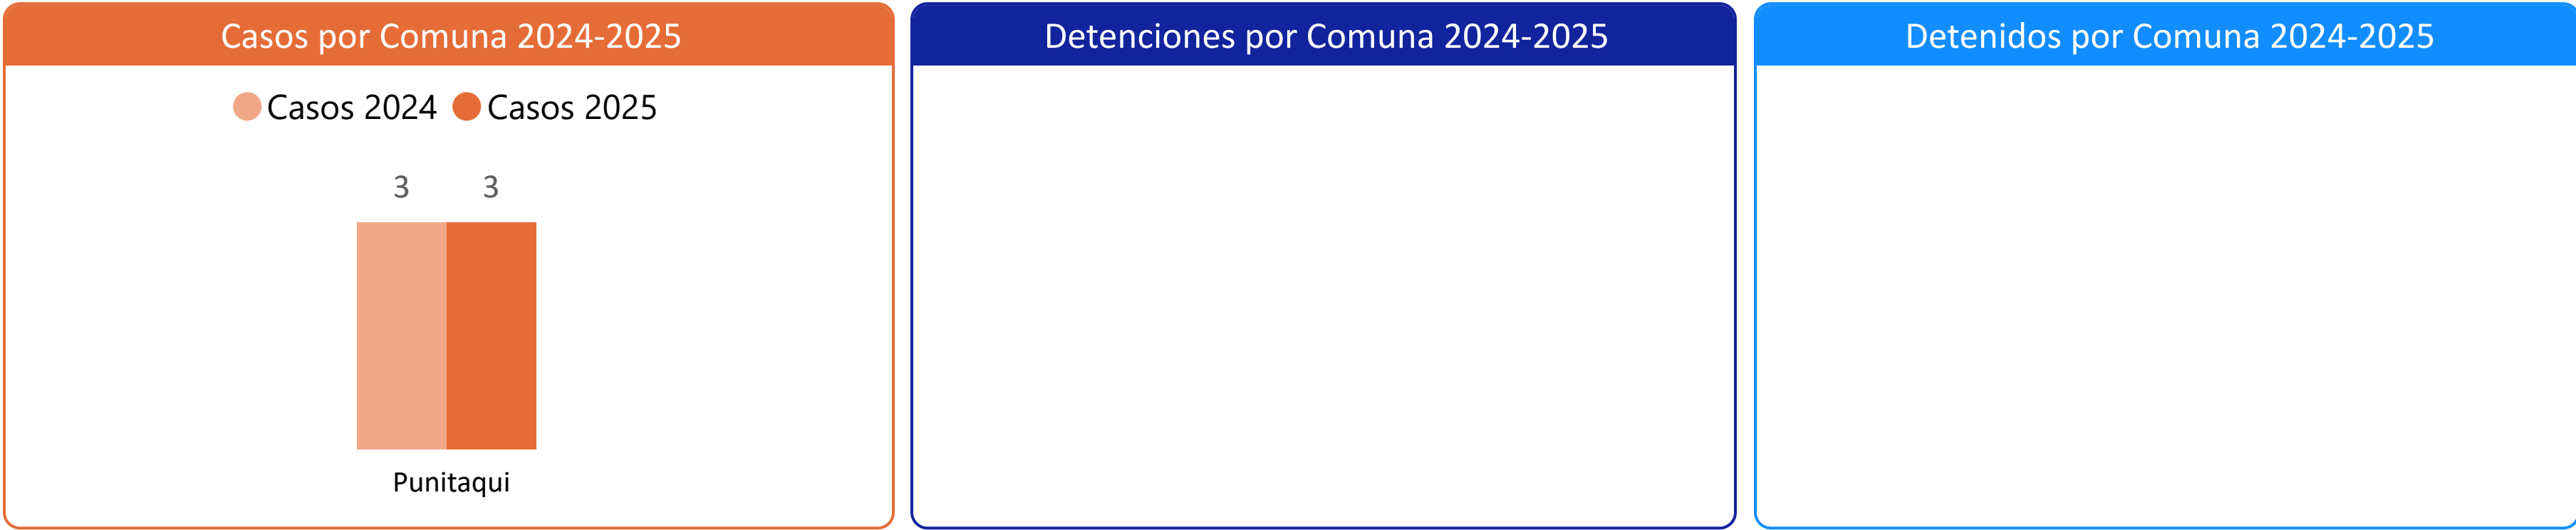 Casos por Comuna 2024-2025
Casos 2024 Casos 2025
3 3
Punitaqui
Detenciones por Comuna 2024-2025
Detenidos por Comuna 2024-2025